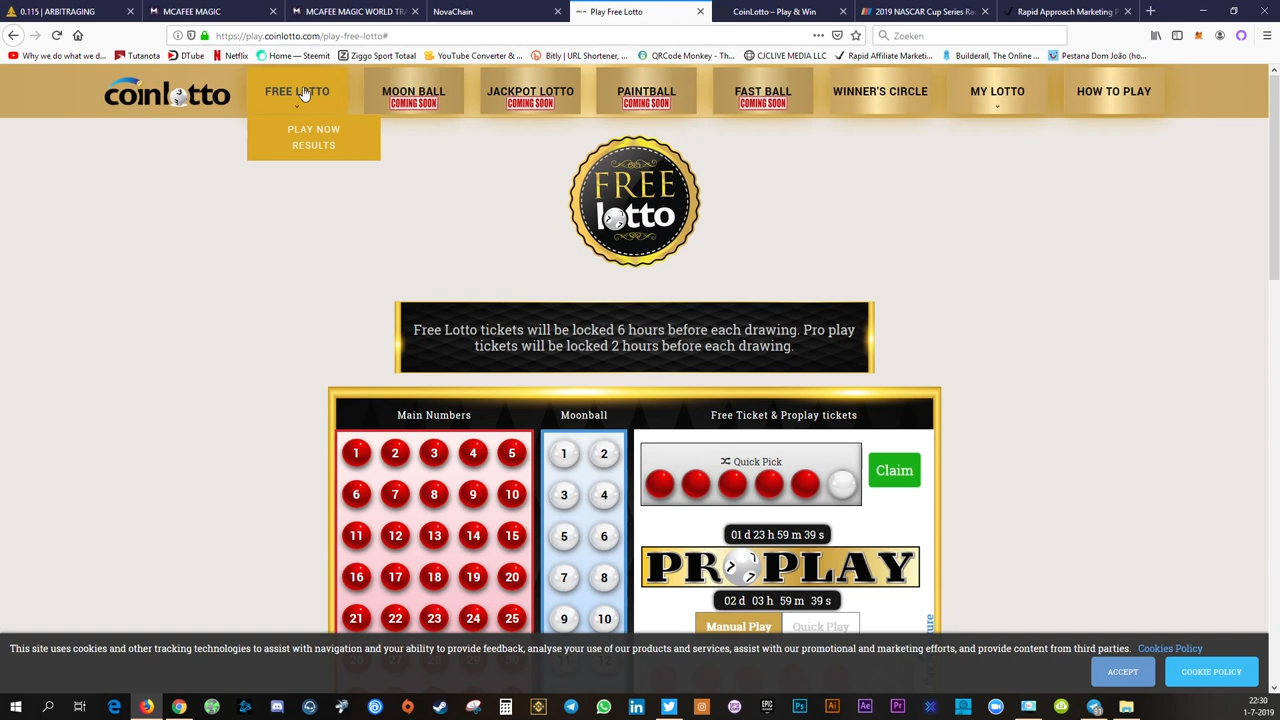 0.115 | ARBITRAGING
MCAFEE MAGIC
MCAFEE MAGIC WORLD TR
NovaChain
Play Free Lotto
CoinLotto – Play & Win
2019 NASCAR Cup Series Ra
Rapid Approach Marketing P
https://play.coinlotto.com/play-free-lotto#
Zoeken
Why we do what we d...
Tutanota
DTube
Netflix
Home — Steemit
Ziggo Sport Totaal
YouTube Converter & ...
Bitly | URL Shortener, ...
QRCode Monkey - Th...
CJCLIVE MEDIA LLC
Rapid Affiliate Marketi...
Builderall, The Online ...
Pestana Dom João (ho...
coinlotto
FREE LOTTO
MOON BALL
COMING SOON
JACKPOT LOTTO
COMING SOON
PAINTBALL
COMING SOON
FAST BALL
COMING SOON
WINNER'S CIRCLE
MY LOTTO
HOW TO PLAY
PLAY NOW
RESULTS
FREE
lotto
Free Lotto tickets will be locked 6 hours before each drawing. Pro play
tickets will be locked 2 hours before each drawing.
Main Numbers
Moonball
Free Ticket & Proplay tickets
1 2 3 4 5
6 7 8 9 10
11 12 13 14 15
16 17 18 19 20
21 22 23 24 25
1 2
3 4
5 6
7 8
9 10
Quick Pick
Claim
01 d 23 h 59 m 39 s
PROPLAY
02 d 03 h 59 m 39 s
Manual Play
Quick Play
This site uses cookies and other tracking technologies to assist with navigation and your ability to provide feedback, analyse your use of our products and services, assist with our promotional and marketing efforts, and provide content from third parties. Cookies Policy
ACCEPT
COOKIE POLICY
22:30
1-7-2019